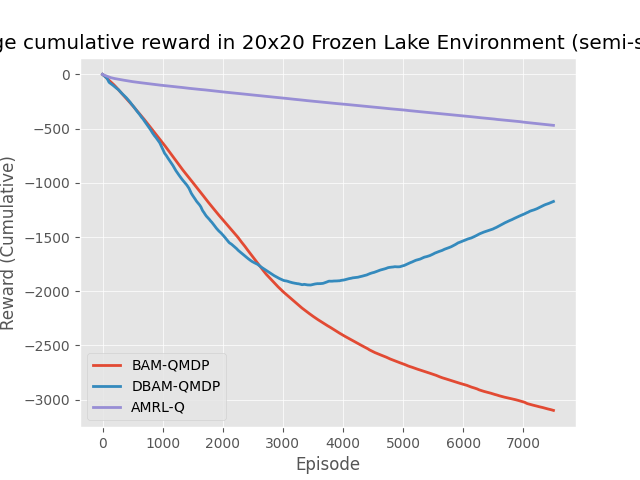 ge cumulative reward in 20x20 Frozen Lake Environment (semi-s
0
−500
−1000
−1500
−2000
−2500
−3000
Reward (Cumulative)
BAM-QMDP
DBAM-QMDP
AMRL-Q
0 1000 2000 3000 4000 5000 6000 7000
Episode